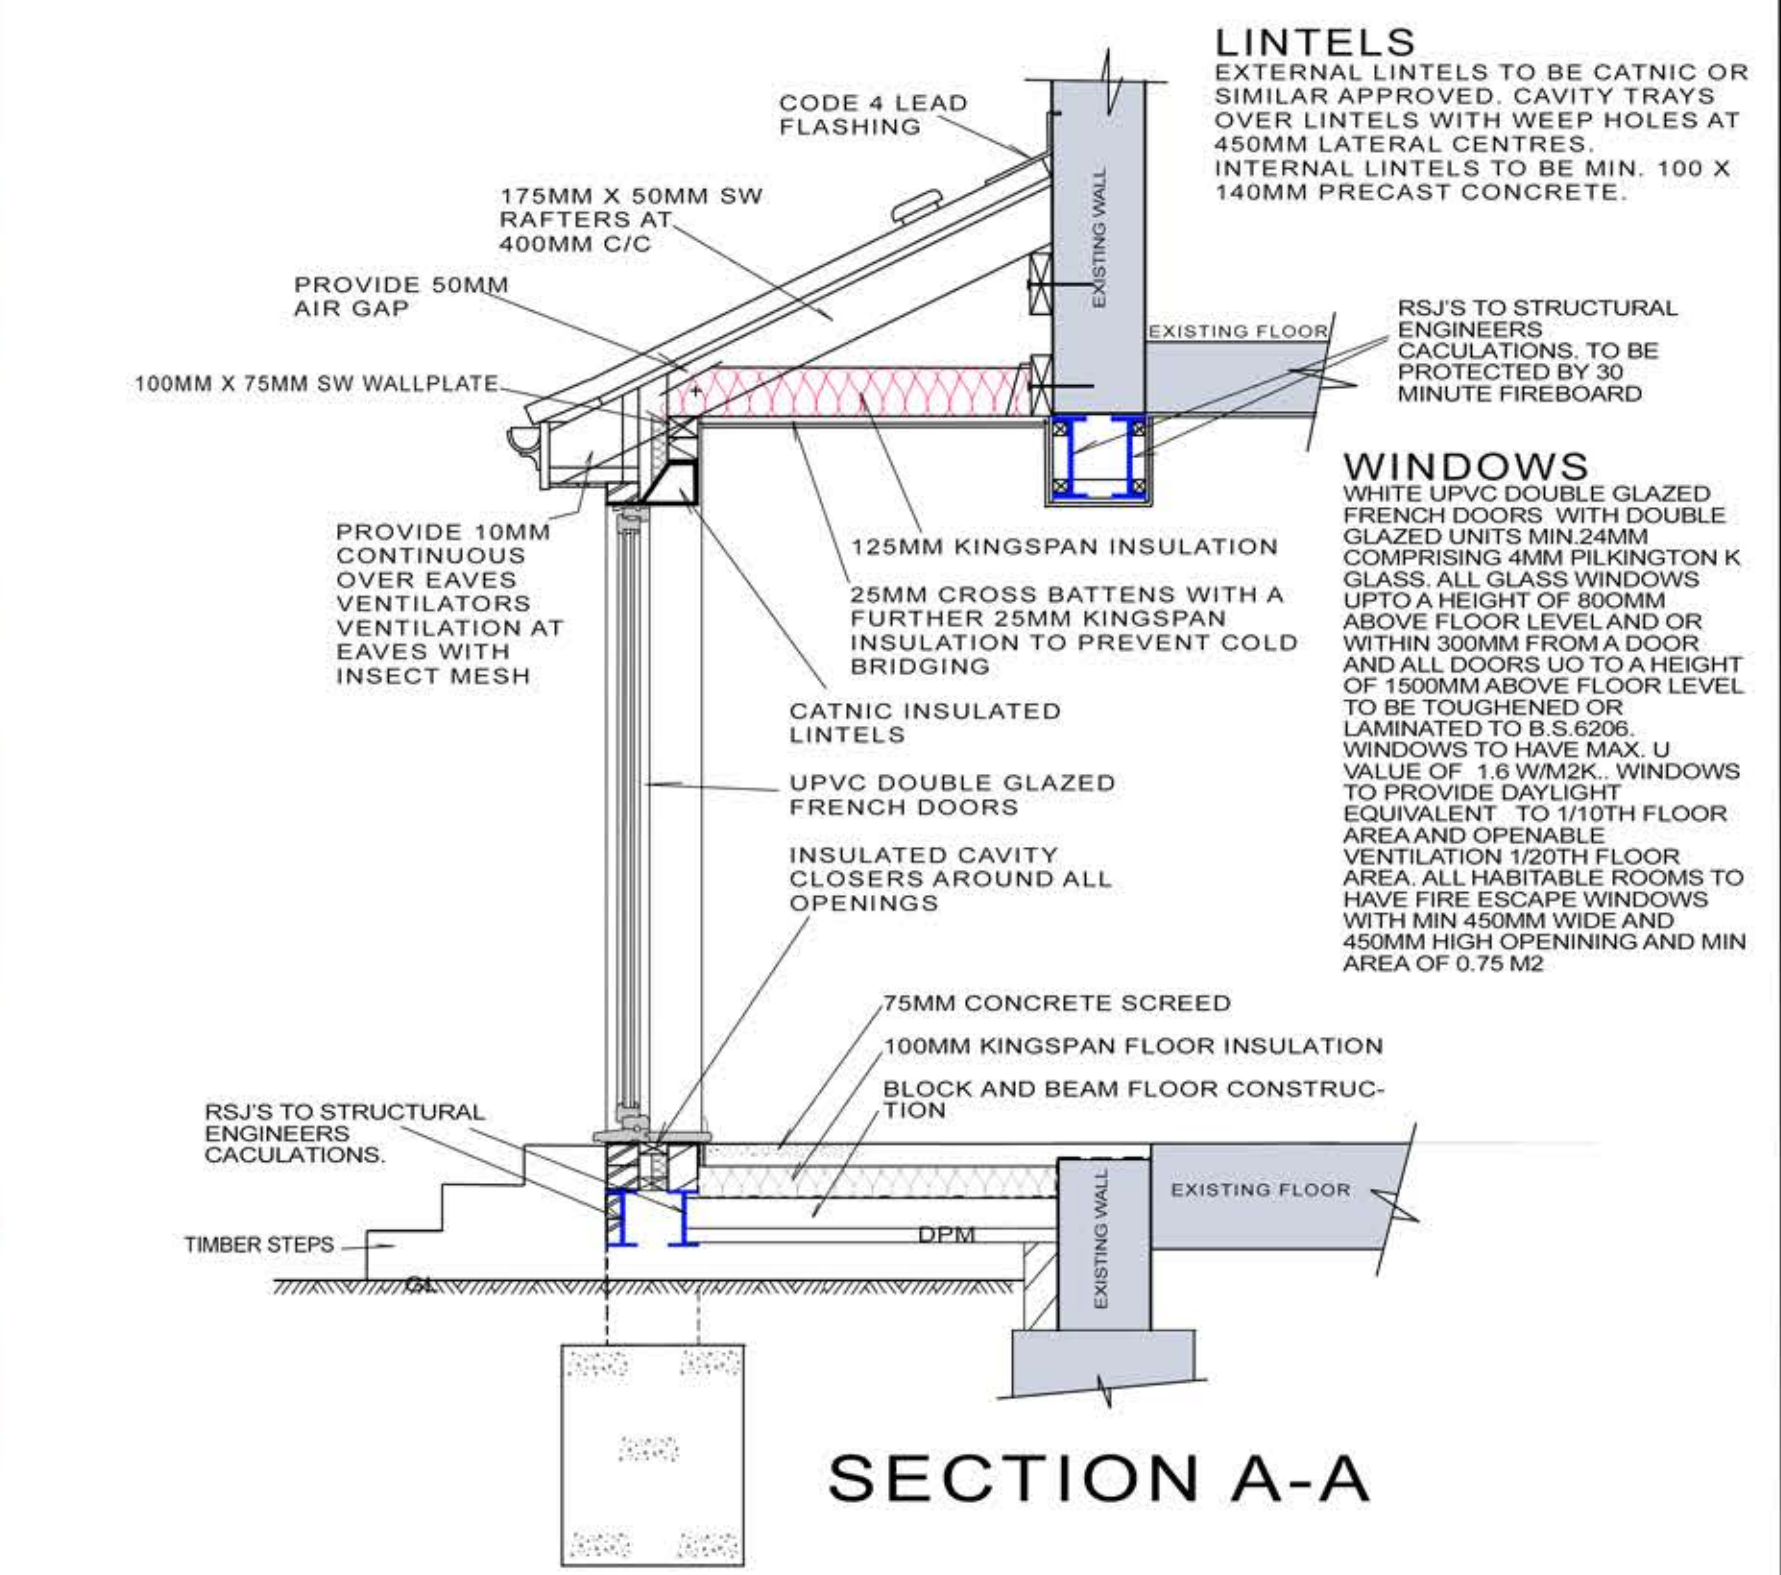 LINTELS
EXTERNAL LINTELS TO BE CATNIC OR
SIMILAR APPROVED. CAVITY TRAYS
OVER LINTELS WITH WEEP HOLES AT
450MM LATERAL CENTRES.
INTERNAL LINTELS TO BE MIN. 100 X
140MM PRECAST CONCRETE.
CODE 4 LEAD
FLASHING
175MM X 50MM SW
RAFTERS AT
400MM C/C
PROVIDE 50MM
AIR GAP
100MM X 75MM SW WALLPLATE
EXISTING WALL
EXISTING FLOOR
RSJ'S TO STRUCTURAL
ENGINEERS
CACULATIONS. TO BE
PROTECTED BY 30
MINUTE FIREBOARD
PROVIDE 10MM
CONTINUOUS
OVER EAVES
VENTILATORS
VENTILATION AT
EAVES WITH
INSECT MESH
125MM KINGSPAN INSULATION
25MM CROSS BATTENS WITH A
FURTHER 25MM KINGSPAN
INSULATION TO PREVENT COLD
BRIDGING
CATNIC INSULATED
LINTELS
UPVC DOUBLE GLAZED
FRENCH DOORS
INSULATED CAVITY
CLOSERS AROUND ALL
OPENINGS
WINDOWS
WHITE UPVC DOUBLE GLAZED
FRENCH DOORS WITH DOUBLE
GLAZED UNITS MIN.24MM
COMPRISING 4MM PILKINGTON K
GLASS. ALL GLASS WINDOWS
UPTO A HEIGHT OF 80OMM
ABOVE FLOOR LEVEL AND OR
WITHIN 300MM FROM A DOOR
AND ALL DOORS UO TO A HEIGHT
OF 1500MM ABOVE FLOOR LEVEL
TO BE TOUGHENED OR
LAMINATED TO B.S.6206.
WINDOWS TO HAVE MAX. U
VALUE OF 1.6 W/M2K.. WINDOWS
TO PROVIDE DAYLIGHT
EQUIVALENT TO 1/10TH FLOOR
AREA AND OPENABLE
VENTILATION 1/20TH FLOOR
AREA. ALL HABITABLE ROOMS TO
HAVE FIRE ESCAPE WINDOWS
WITH MIN 450MM WIDE AND
450MM HIGH OPENINING AND MIN
AREA OF 0.75 M2
75MM CONCRETE SCREED
100MM KINGSPAN FLOOR INSULATION
BLOCK AND BEAM FLOOR CONSTRUC-
TION
RSJ'S TO STRUCTURAL
ENGINEERS
CACULATIONS.
TIMBER STEPS
GL
DPM
EXISTING WALL
EXISTING FLOOR
SECTION A-A